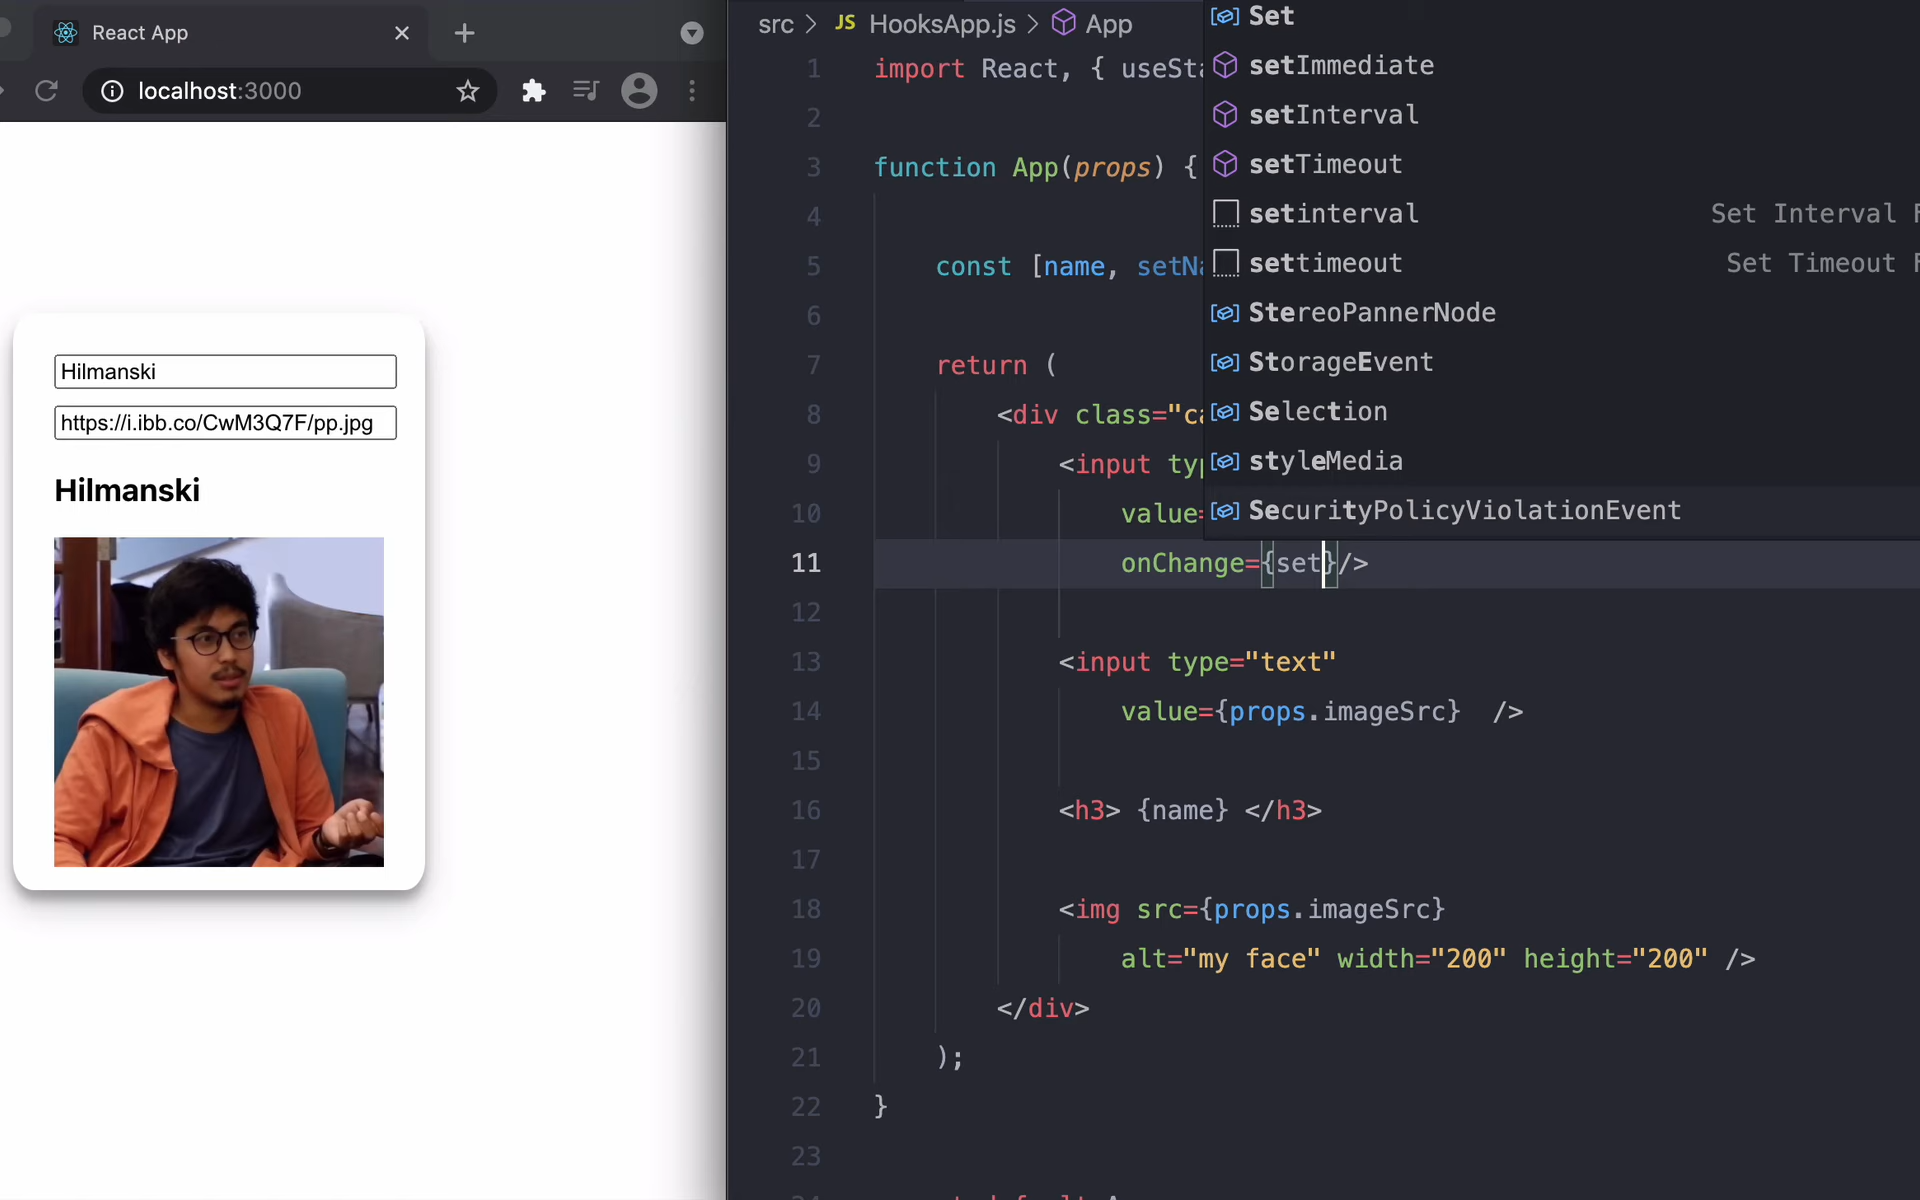 React App
localhost:3000
Hilmanski
https://i.ibb.co/CwM3Q7F/pp.jpg
Hilmanski
src > JS HooksApp.js > App
1 import React, { useSta
2
3 function App(props) {
4
5 const [name, setNa
6
7 return (
8 <div class="ca
9 <input typ
10 value=
11 onChange={set}/>
12
13 <input type="text"
14 value={props.imageSrc} />
15
16 <h3> {name} </h3>
17
18 <img src={props.imageSrc}
19 alt="my face" width="200" height="200" />
20 </div>
21 );
22 }
23
Set
setImmediate
setInterval
setTimeout
setinterval Set Interval F
settimeout Set Timeout F
StereoPannerNode
StorageEvent
Selection
styleMedia
SecurityPolicyViolationEvent